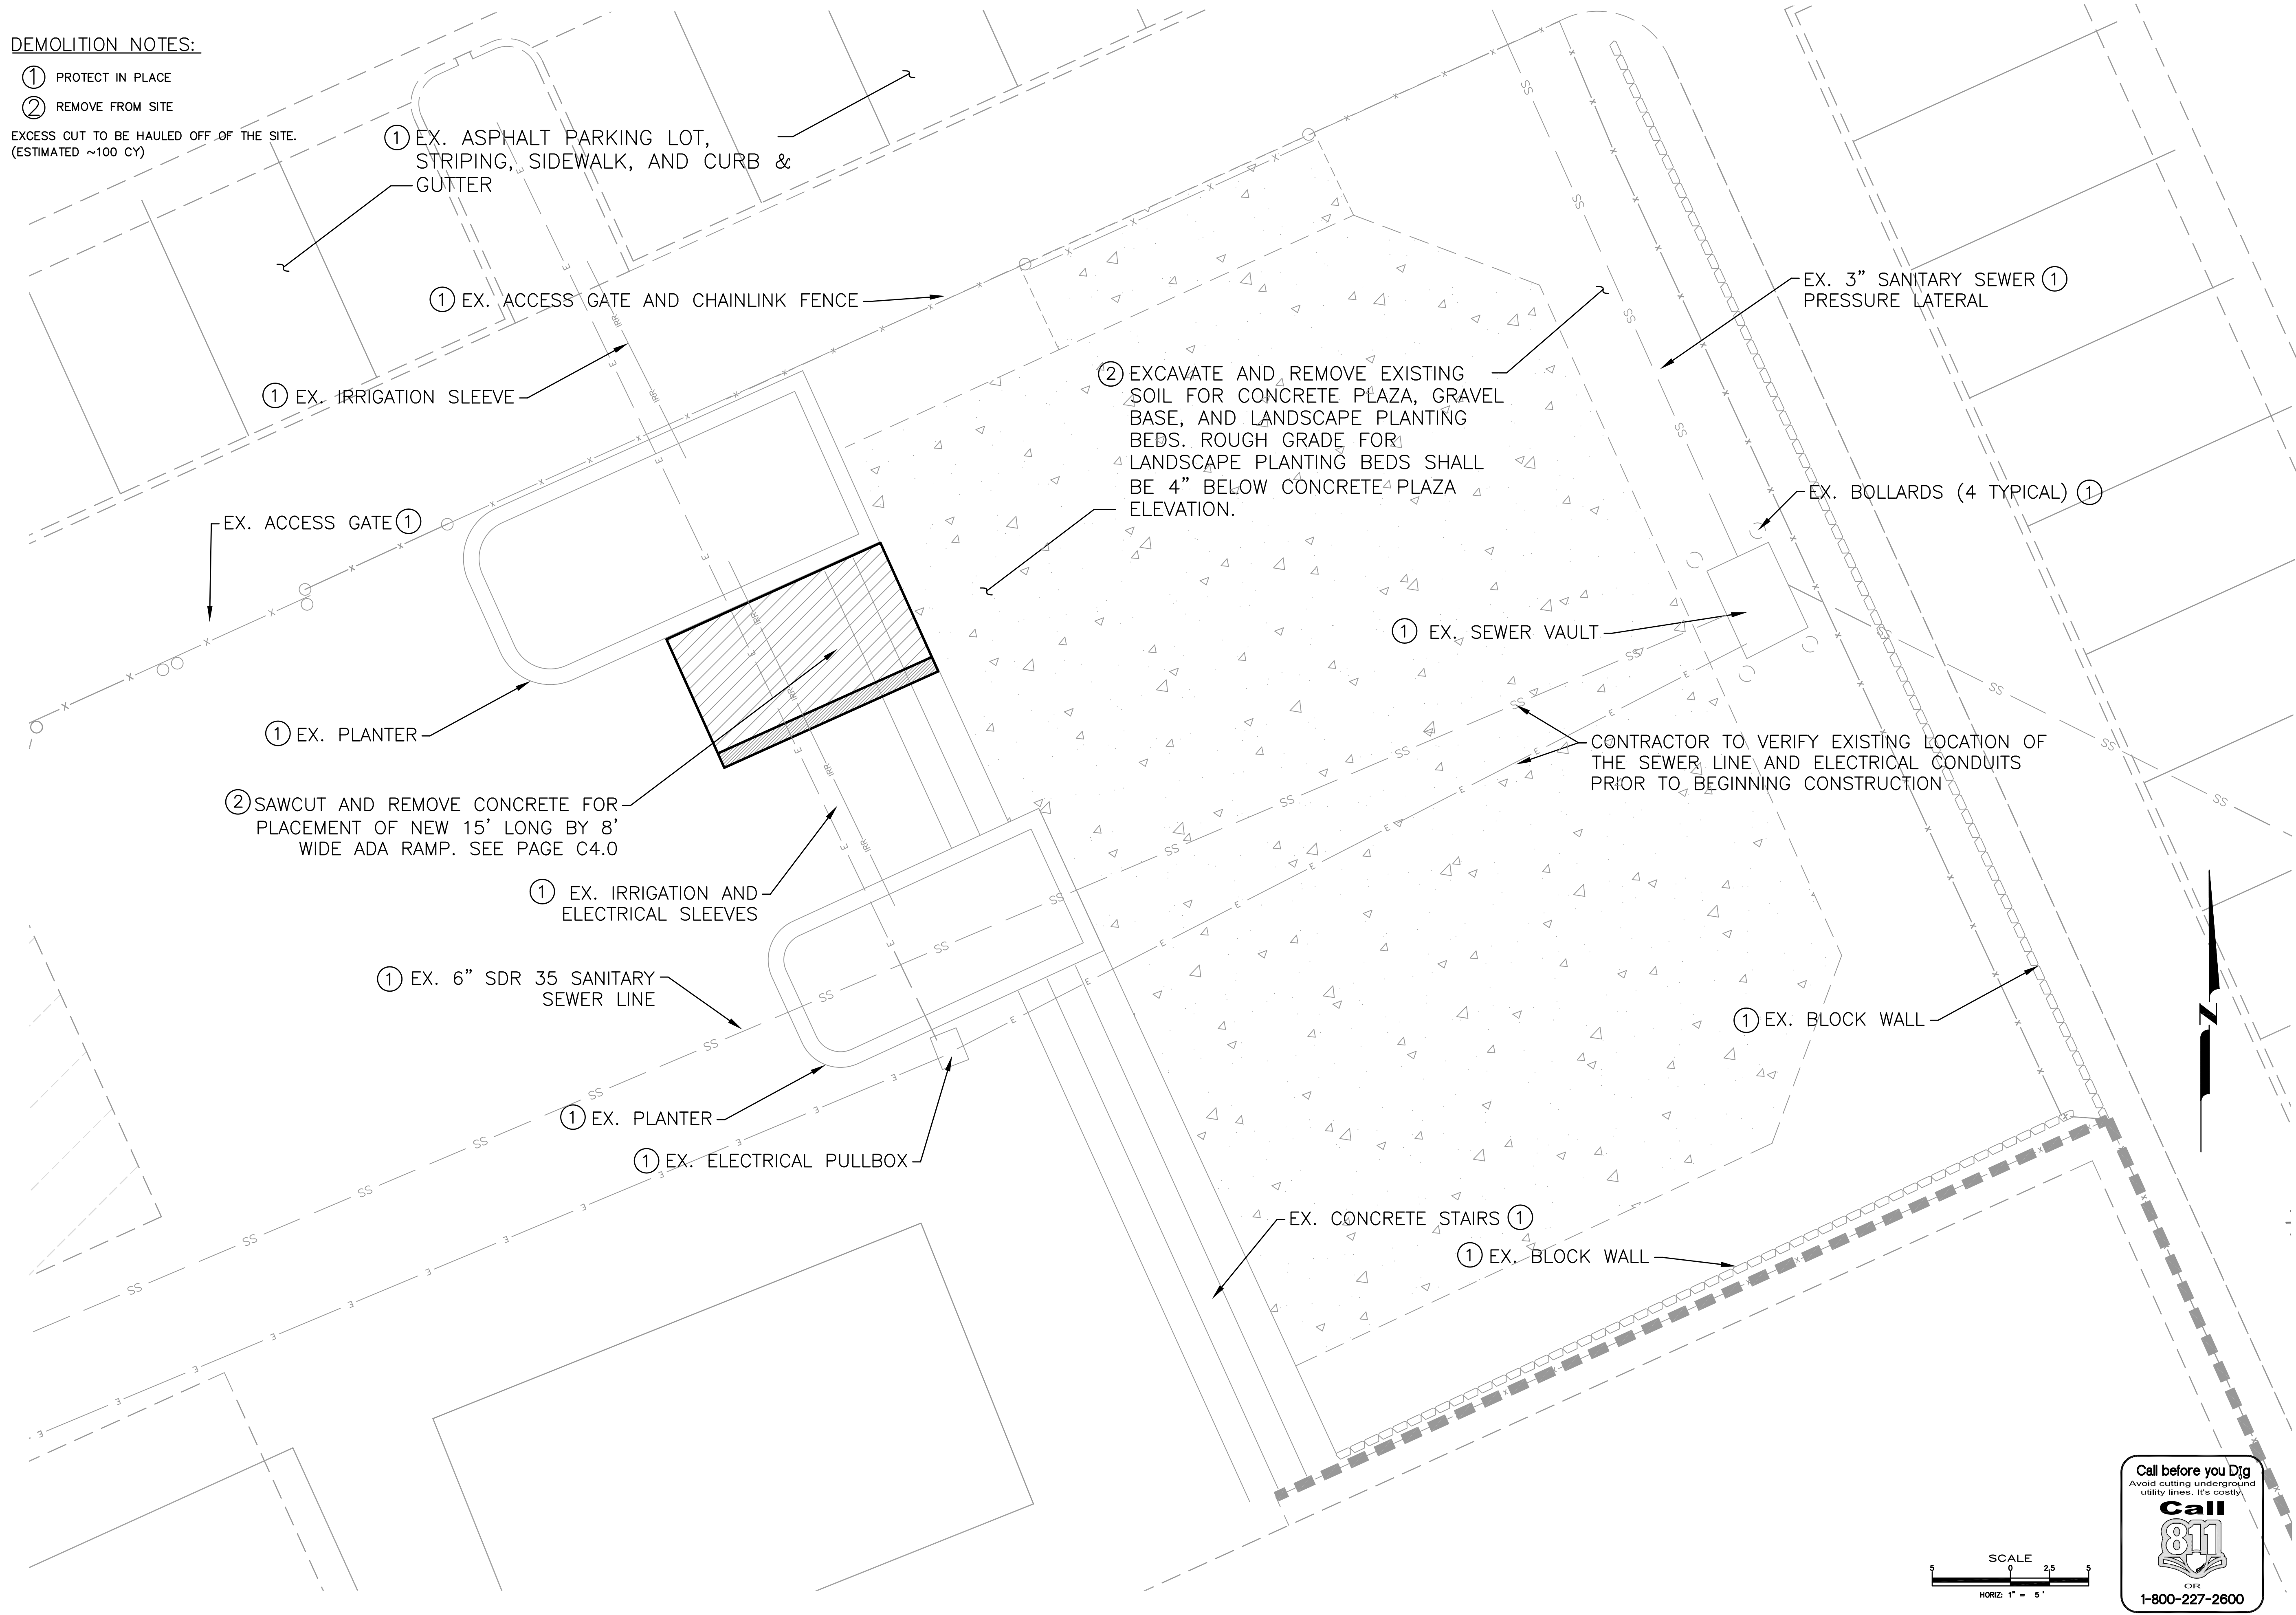 DEMOLITION NOTES:
1 PROTECT IN PLACE
2 REMOVE FROM SITE
EXCESS CUT TO BE HAULED OFF OF THE SITE.
(ESTIMATED ~100 CY)
1 EX. ASPHALT PARKING LOT,
STRIPING, SIDEWALK, AND CURB &
GUTTER
1 EX. ACCESS GATE AND CHAINLINK FENCE
EX. 3" SANITARY SEWER 1
PRESSURE LATERAL
1 EX. IRRIGATION SLEEVE
2 EXCAVATE AND REMOVE EXISTING
SOIL FOR CONCRETE PLAZA, GRAVEL
BASE, AND LANDSCAPE PLANTING
BEDS. ROUGH GRADE FOR
LANDSCAPE PLANTING BEDS SHALL
BE 4" BELOW CONCRETE PLAZA
ELEVATION.
EX. BOLLARDS (4 TYPICAL) 1
EX. ACCESS GATE 1
1 EX. SEWER VAULT
1 EX. PLANTER
CONTRACTOR TO VERIFY EXISTING LOCATION OF
THE SEWER LINE AND ELECTRICAL CONDUITS
PRIOR TO BEGINNING CONSTRUCTION
2 SAWCUT AND REMOVE CONCRETE FOR
PLACEMENT OF NEW 15' LONG BY 8'
WIDE ADA RAMP. SEE PAGE C4.0
1 EX. IRRIGATION AND
ELECTRICAL SLEEVES
1 EX. 6" SDR 35 SANITARY
SEWER LINE
1 EX. BLOCK WALL
N
1 EX. PLANTER
1 EX. ELECTRICAL PULLBOX
EX. CONCRETE STAIRS 1
1 EX. BLOCK WALL
SCALE
5 0 2.5 5
HORIZ: 1" = 5 '
Call before you Dig
Avoid cutting underground
utility lines. It's costly.
Call
811
OR
1-800-227-2600